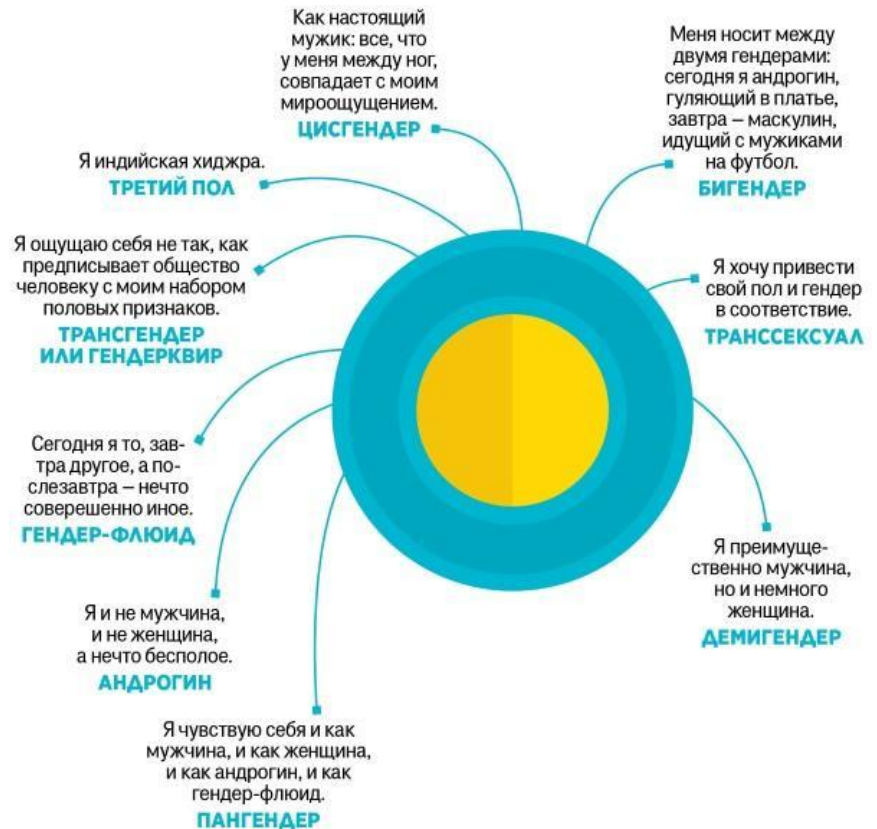 Как настоящий
мужик: все, что
у меня между ног,
совпадает с моим
мироощущением.
ЦИСГЕНДЕР
Меня носит между
двумя гендерами:
сегодня я андрогин,
гуляющий в платье,
завтра – маскулин,
идущий с мужиками
на футбол.
БИГЕНДЕР
Я индийская хиджра.
ТРЕТИЙ ПОЛ
Я ощущаю себя не так, как
предписывает общество
человеку с моим набором
половых признаков.
ТРАНСГЕНДЕР
ИЛИ ГЕНДЕРКВИР
Я хочу привести
свой пол и гендер
в соответствие.
ТРАНССЕКСУАЛ
Сегодня я то, зав-
тра другое, а по-
слезавтра – нечто
соверешенно иное.
ГЕНДЕР-ФЛЮИД
Я преимуще-
ственно мужчина,
но и немного
женщина.
ДЕМИГЕНДЕР
Я и не мужчина,
и не женщина,
а нечто бесполое.
АНДРОГИН
Я чувствую себя и как
мужчина, и как женщина,
и как андрогин, и как
гендер-флюид.
ПАНГЕНДЕР